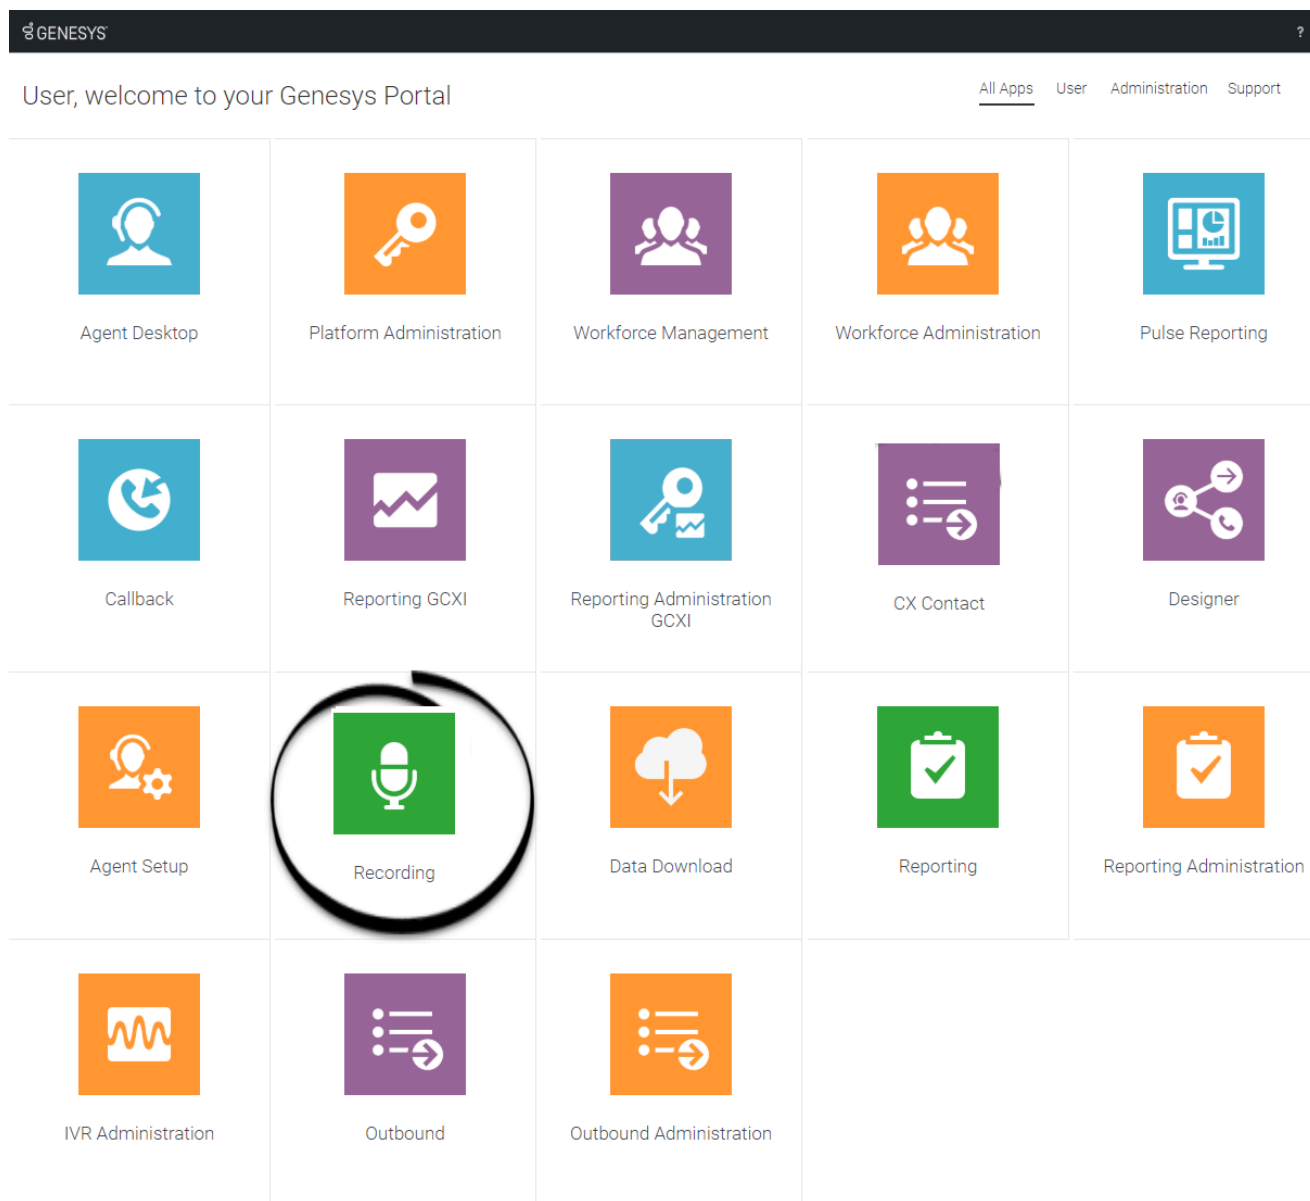 GENESYS
?
User, welcome to your Genesys Portal
All Apps User Administration Support
Agent Desktop
Platform Administration
Workforce Management
Workforce Administration
Pulse Reporting
Callback
Reporting GCXI
Reporting Administration
GCXI
CX Contact
Designer
Agent Setup
Recording
Data Download
Reporting
Reporting Administration
IVR Administration
Outbound
Outbound Administration